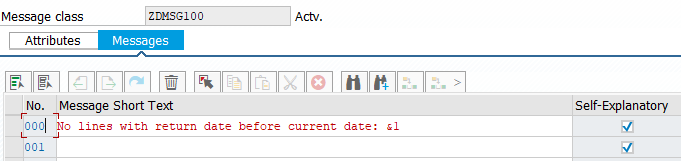 Message class ZDMSG100 Actv.
Attributes Messages
No. Message Short Text Self-Explanatory
000 No lines with return date before current date: &1
001